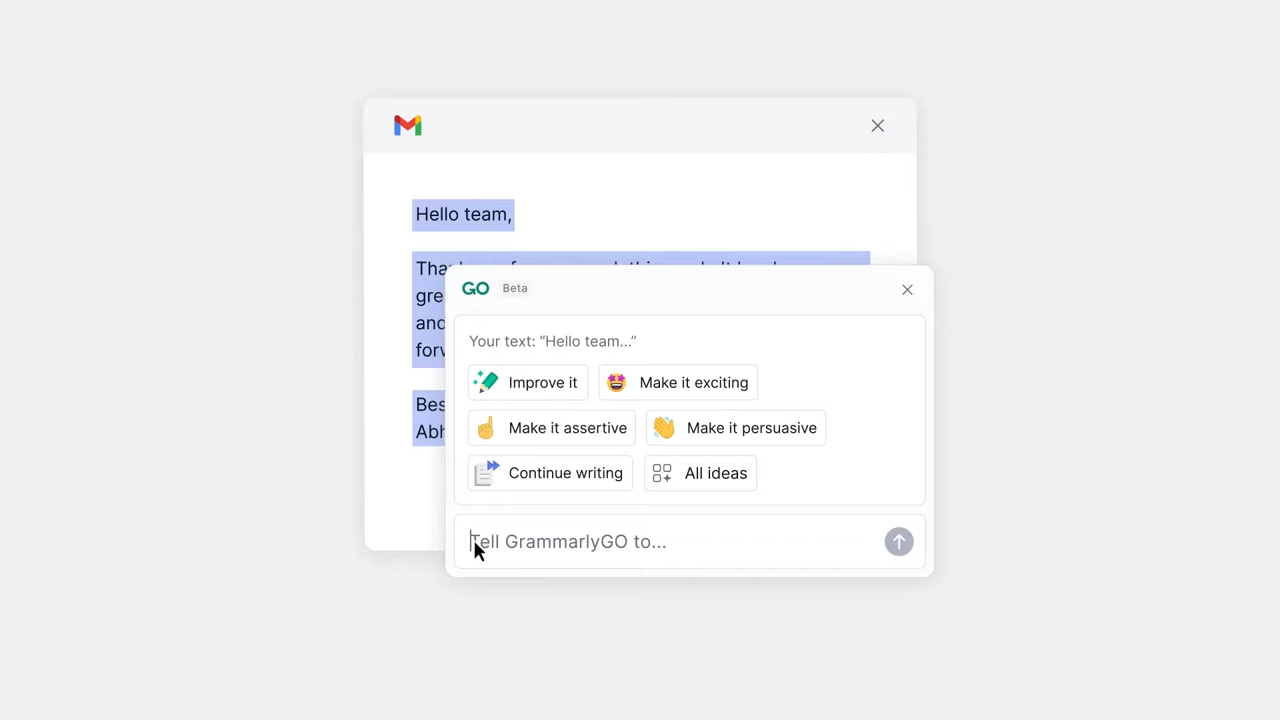 Hello team,
and
GO Beta
Your text: “Hello team...”
Improve it
Make it exciting
Make it assertive
Make it persuasive
Continue writing
All ideas
Tell GrammarlyGO to...